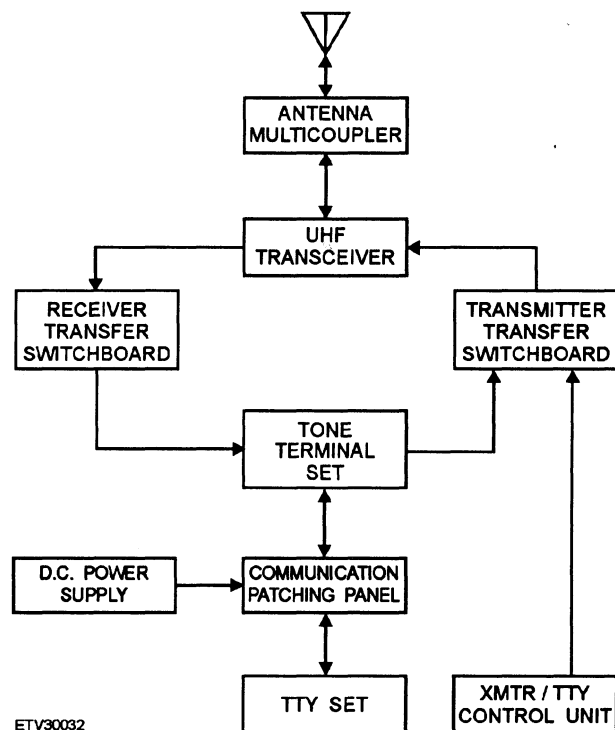 ANTENNA
MULTICOUPLER
UHF
TRANSCEIVER
RECEIVER
TRANSFER
SWITCHBOARD
TRANSMITTER
TRANSFER
SWITCHBOARD
TONE
TERMINAL
SET
D.C. POWER
SUPPLY
COMMUNICATION
PATCHING PANEL
TTY SET
XMTR / TTY
CONTROL UNIT
ETV30032